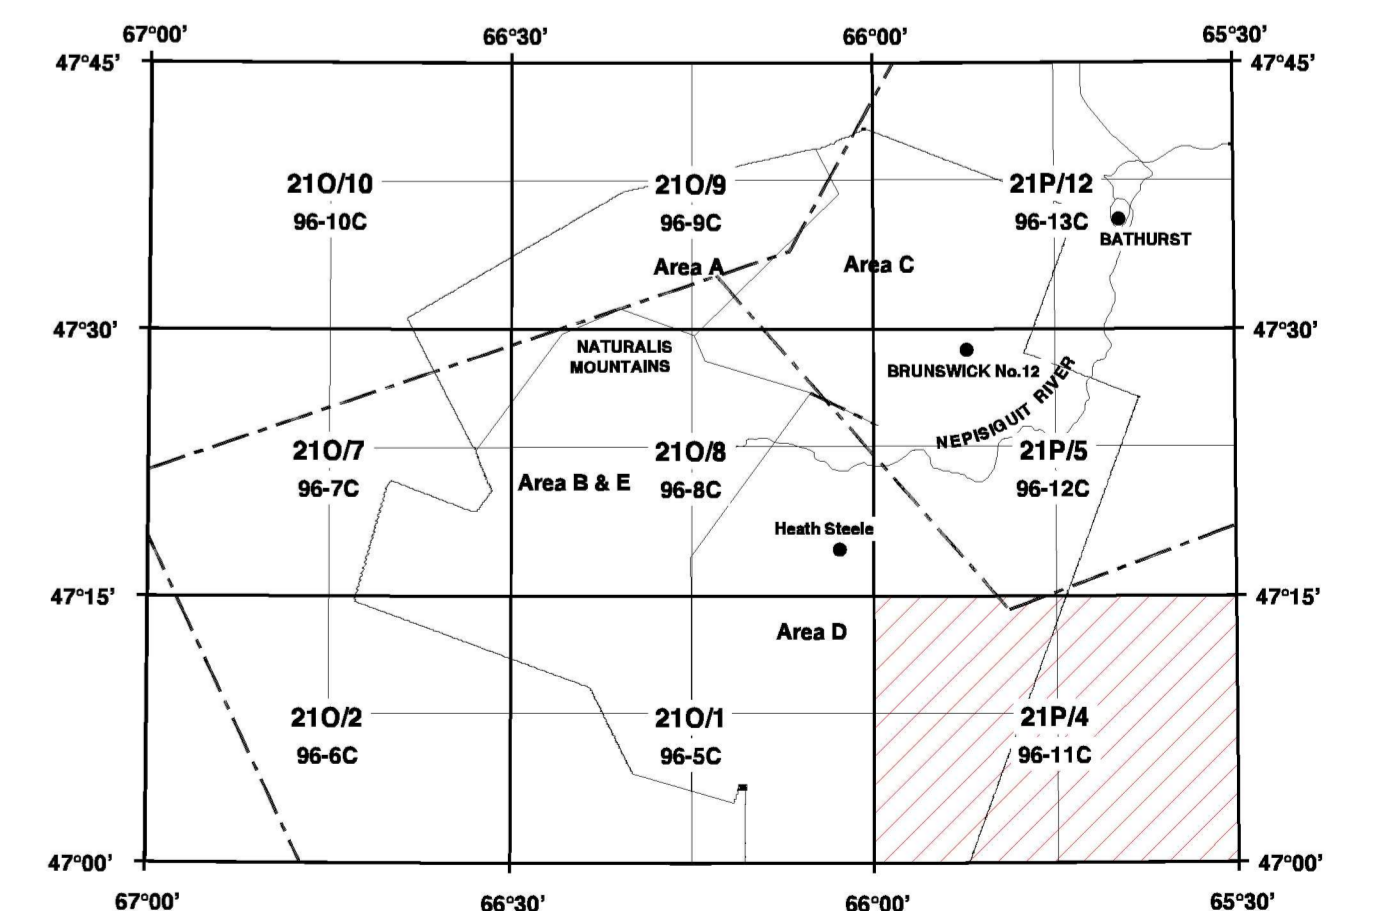 67°00’ 66°30’ 66°00’ 65°30’
47°45’ 47°45’
21O/10 21O/9 21P/12
96-10C 96-9C 96-13C
BATHURST
Area A Area C
47°30’ 47°30’
NATURALIS
MOUNTAINS
BRUNSWICK No.12
NEPISIGUIT RIVER
21O/7 21O/8 21P/5
96-7C Area B & E 96-8C 96-12C
Heath Steele
47°15’ 47°15’
Area D
21O/2 21O/1 21P/4
96-6C 96-5C 96-11C
47°00’ 47°00’
67°00’ 66°30’ 66°00’ 65°30’